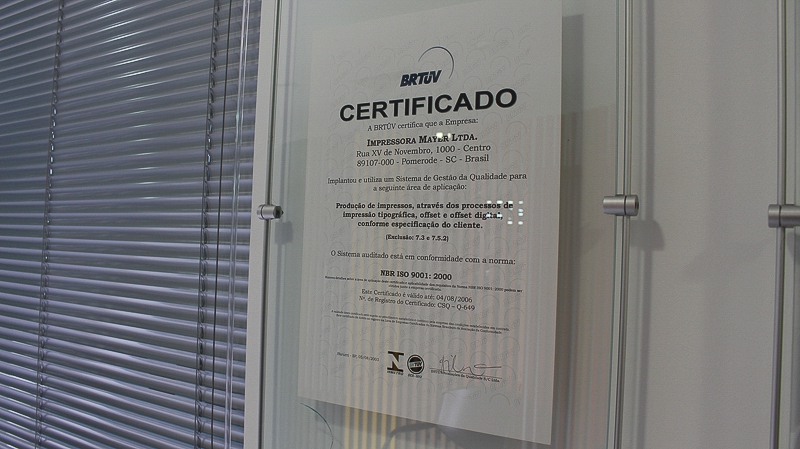 BRTÜV
CERTIFICADO
A BRTÜV certifica que a Empresa:
IMPRESSORA MAYER LTDA.
Rua XV de Novembro, 1000 - Centro
89107-000 - Pomerode - SC - Brasil
Implantou e utiliza um Sistema de Gestão da Qualidade para
a seguinte área de aplicação:
Produção de impressos, através dos processos de
impressão tipográfica, offset e offset digital,
conforme especificação do cliente.
(Exclusão: 7.3 e 7.5.2)
O Sistema auditado está em conformidade com a norma:
NBR ISO 9001: 2000
Este Certificado é válido até: 04/08/2006
Nº. de Registro do Certificado: CSQ - Q-649
BRTÜV